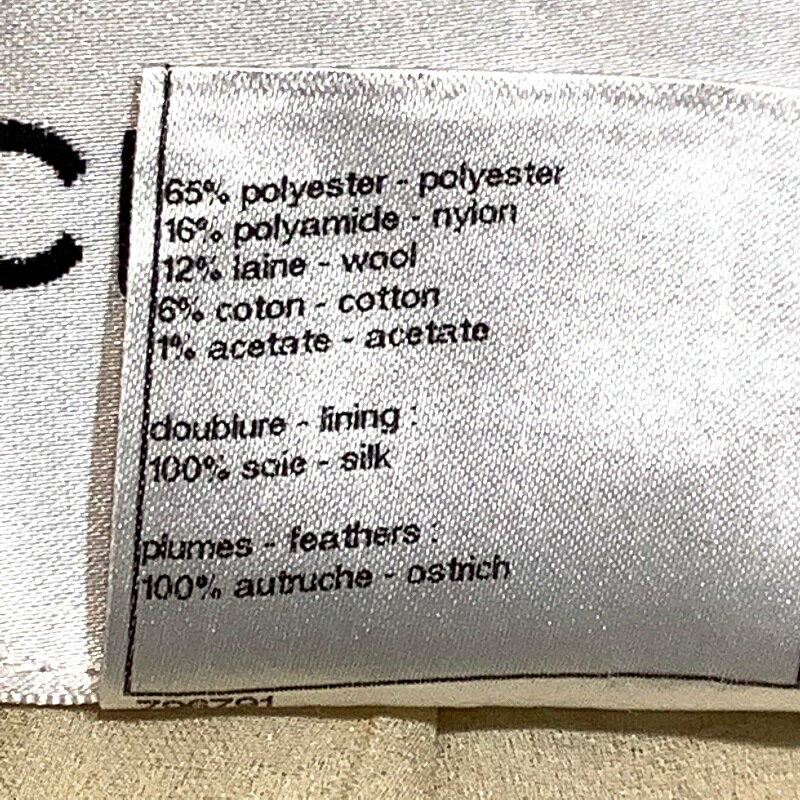 65% polyester - polyester
16% polyamide - nylon
12% laine - wool
6% coton - cotton
1% acetate - acetate
doublure - lining :
100% soie - silk
plumes - feathers :
100% autruche - ostrich